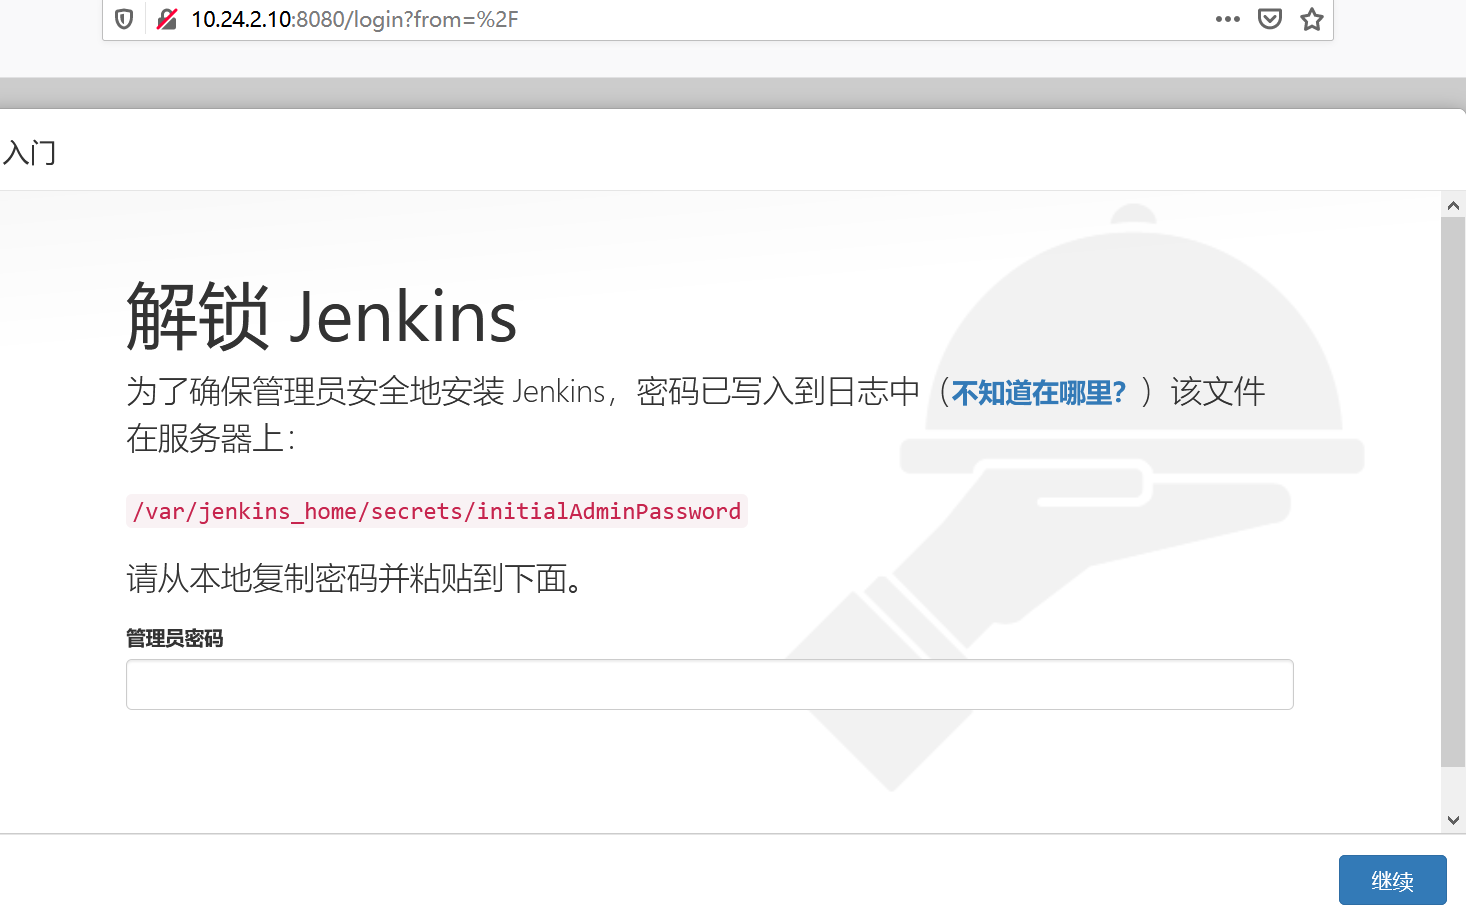 10.24.2.10:8080/login?from=%2F
入门
解锁 Jenkins
为了确保管理员安全地安装 Jenkins，密码已写入到日志中（不知道在哪里？）该文件
在服务器上：
/var/jenkins_home/secrets/initialAdminPassword
请从本地复制密码并粘贴到下面。
管理员密码
继续